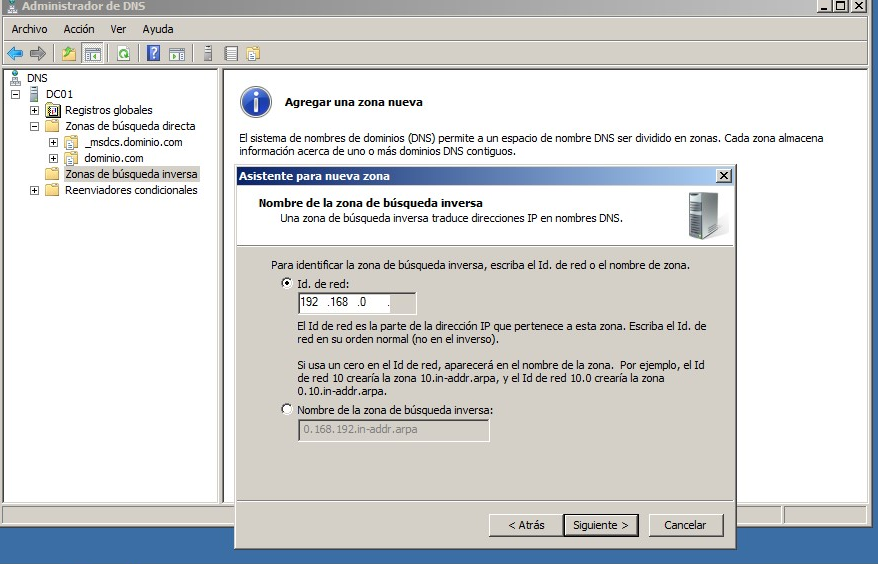 Administrador de DNS
Archivo Acción Ver Ayuda
DNS
DC01
Registros globales
Zonas de búsqueda directa
_msdcs.dominio.com
dominio.com
Zonas de búsqueda inversa
Reenviadores condicionales
Agregar una zona nueva
El sistema de nombres de dominios (DNS) permite a un espacio de nombre DNS ser dividido en zonas. Cada zona almacena
información acerca de uno o más dominios DNS contiguos.
Asistente para nueva zona
Nombre de la zona de búsqueda inversa
Una zona de búsqueda inversa traduce direcciones IP en nombres DNS.
Para identificar la zona de búsqueda inversa, escriba el Id. de red o el nombre de zona.
Id. de red:
192 .168 .0 .
El Id de red es la parte de la dirección IP que pertenece a esta zona. Escriba el Id. de
red en su orden normal (no en el inverso).
Si usa un cero en el Id de red, aparecerá en el nombre de la zona. Por ejemplo, el Id
de red 10 crearía la zona 10.in-addr.arpa, y el Id de red 10.0 crearía la zona
0.10.in-addr.arpa.
Nombre de la zona de búsqueda inversa:
0.168.192.in-addr.arpa
< Atrás Siguiente > Cancelar